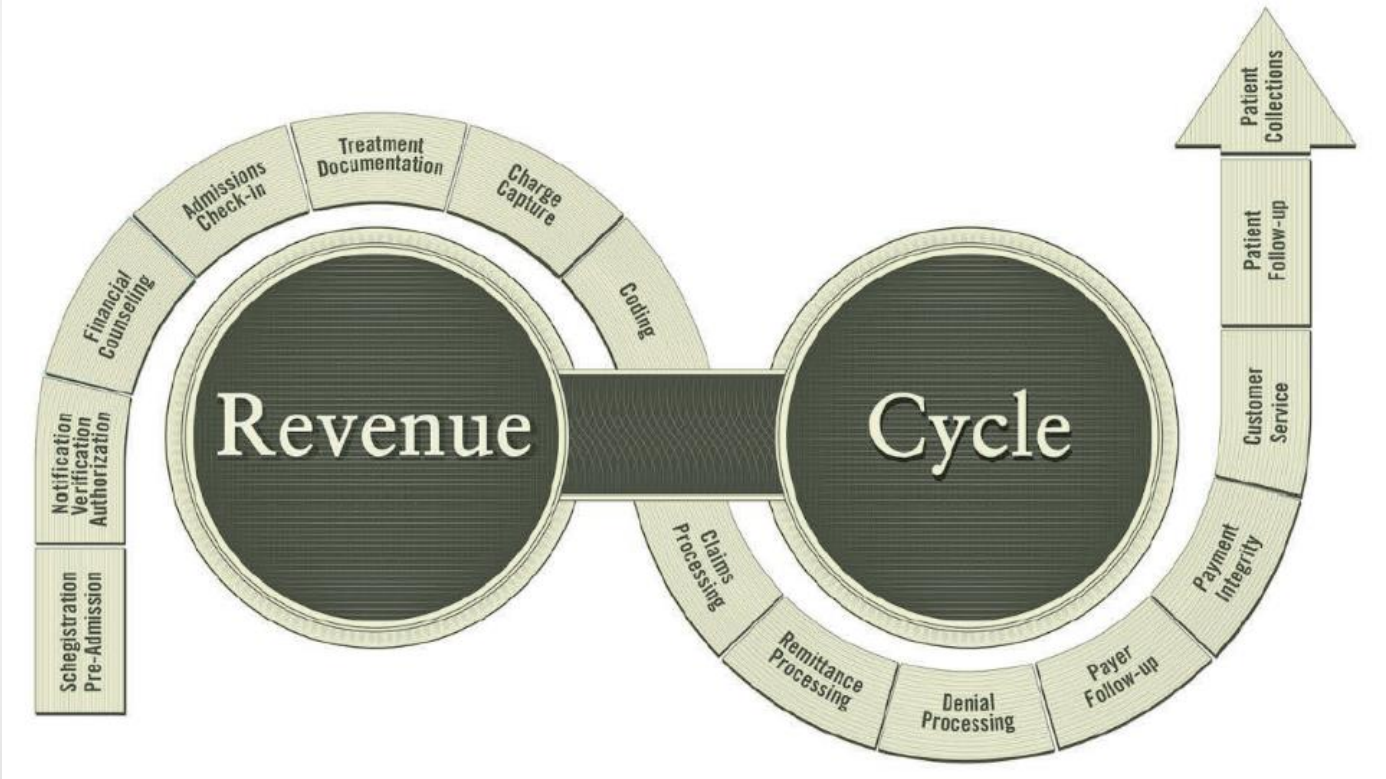 Schegistration
Pre-Admission
Notification
Verification
Authorization
Financial
Counseling
Admissions
Check-in
Treatment
Documentation
Charge
Capture
Coding
Revenue
Cycle
Claims
Processing
Remittance
Processing
Denial
Processing
Payer
Follow-up
Payment
Integrity
Customer
Service
Patient
Follow-up
Patient
Collections